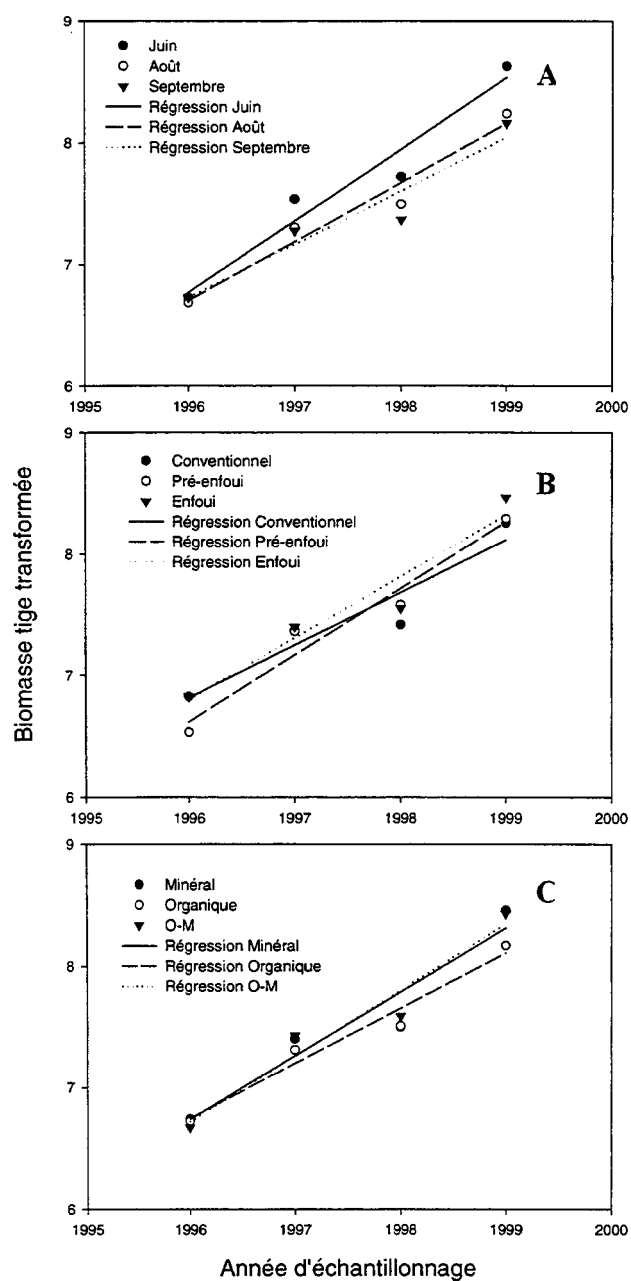 9
8
7
6
1995 1996 1997 1998 1999 2000
Juin
Août
Septembre
Régression Juin
Régression Août
Régression Septembre
A
9
8
7
6
1995 1996 1997 1998 1999 2000
Conventionnel
Pré-enfoui
Enfoui
Régression Conventionnel
Régression Pré-enfoui
Régression Enfoui
B
Biomasse tige transformée
9
8
7
6
1995 1996 1997 1998 1999 2000
Minéral
Organique
O-M
Régression Minéral
Régression Organique
Régression O-M
C
Année d'échantillonnage